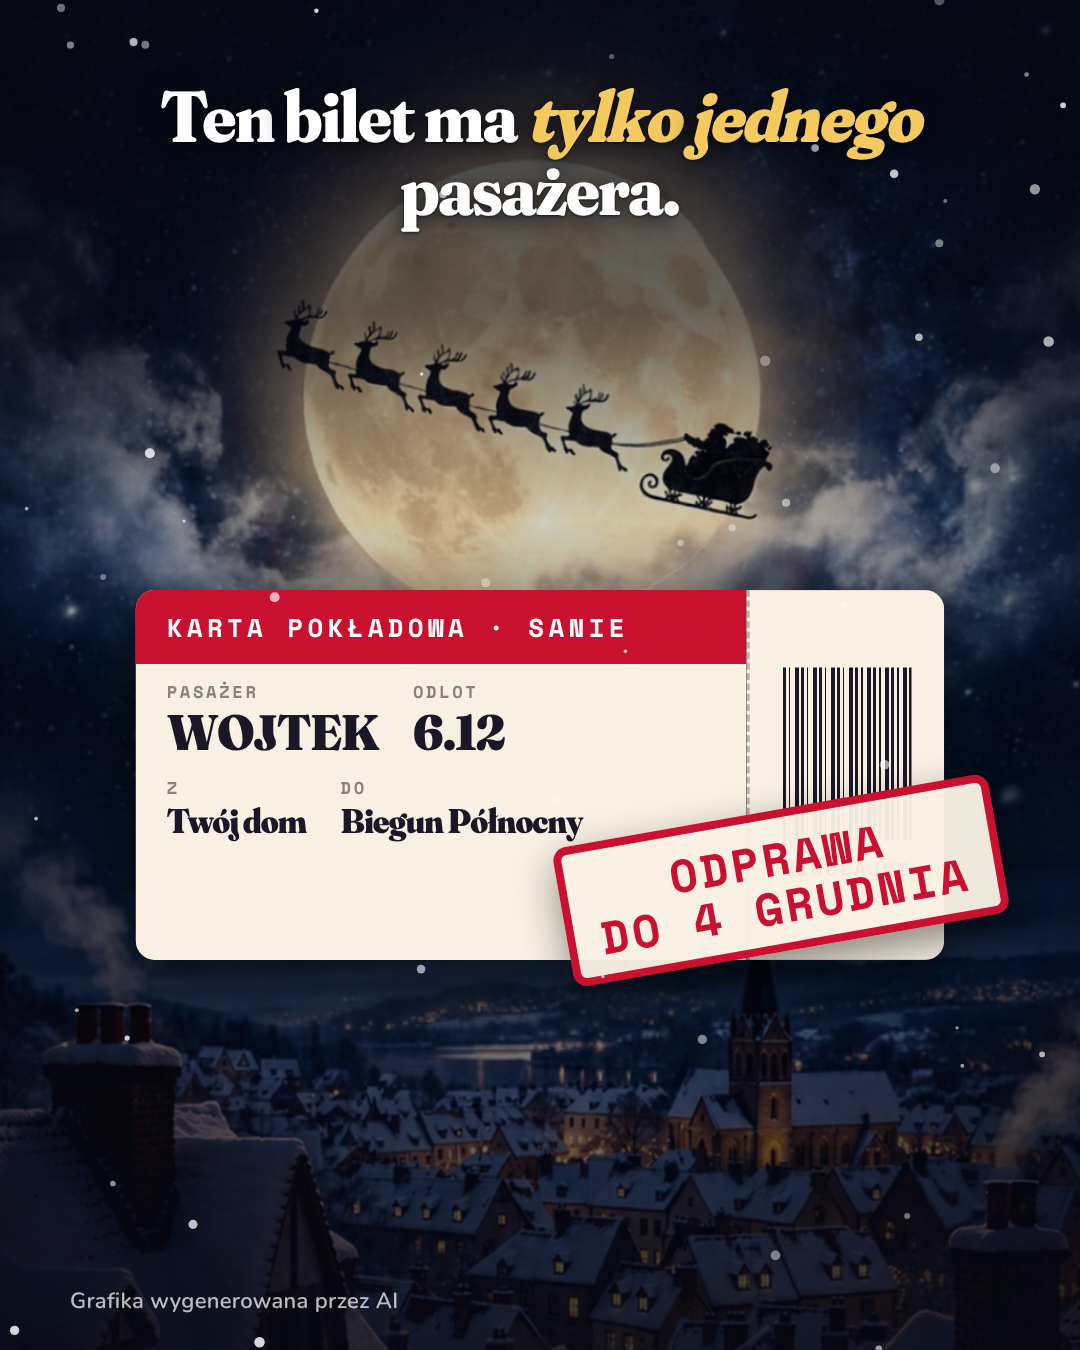 Ten bilet ma tylko jednego
pasażera.
KARTA POKŁADOWA · SANIE
PASAŻER
ODLOT
WOJTEK
6.12
Z
DO
Twój dom
Biegun Północny
ODPRAWA
DO 4 GRUDNIA
Grafika wygenerowana przez AI